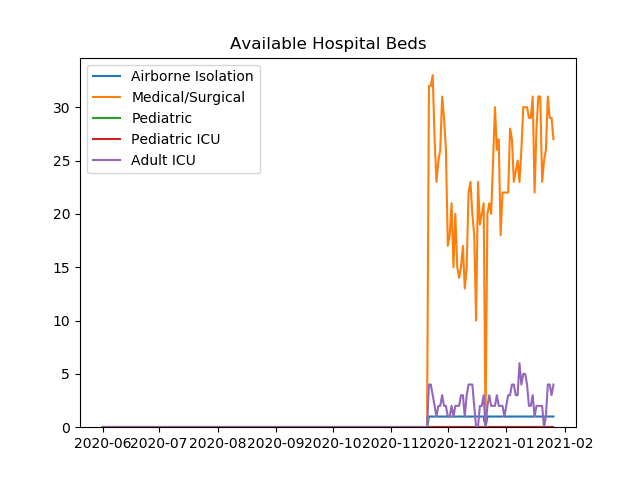 Available Hospital Beds
Airborne Isolation
Medical/Surgical
Pediatric
Pediatric ICU
Adult ICU
30
25
20
15
10
5
0
2020-06 2020-07 2020-08 2020-09 2020-10 2020-11 2020-12 2021-01 2021-02